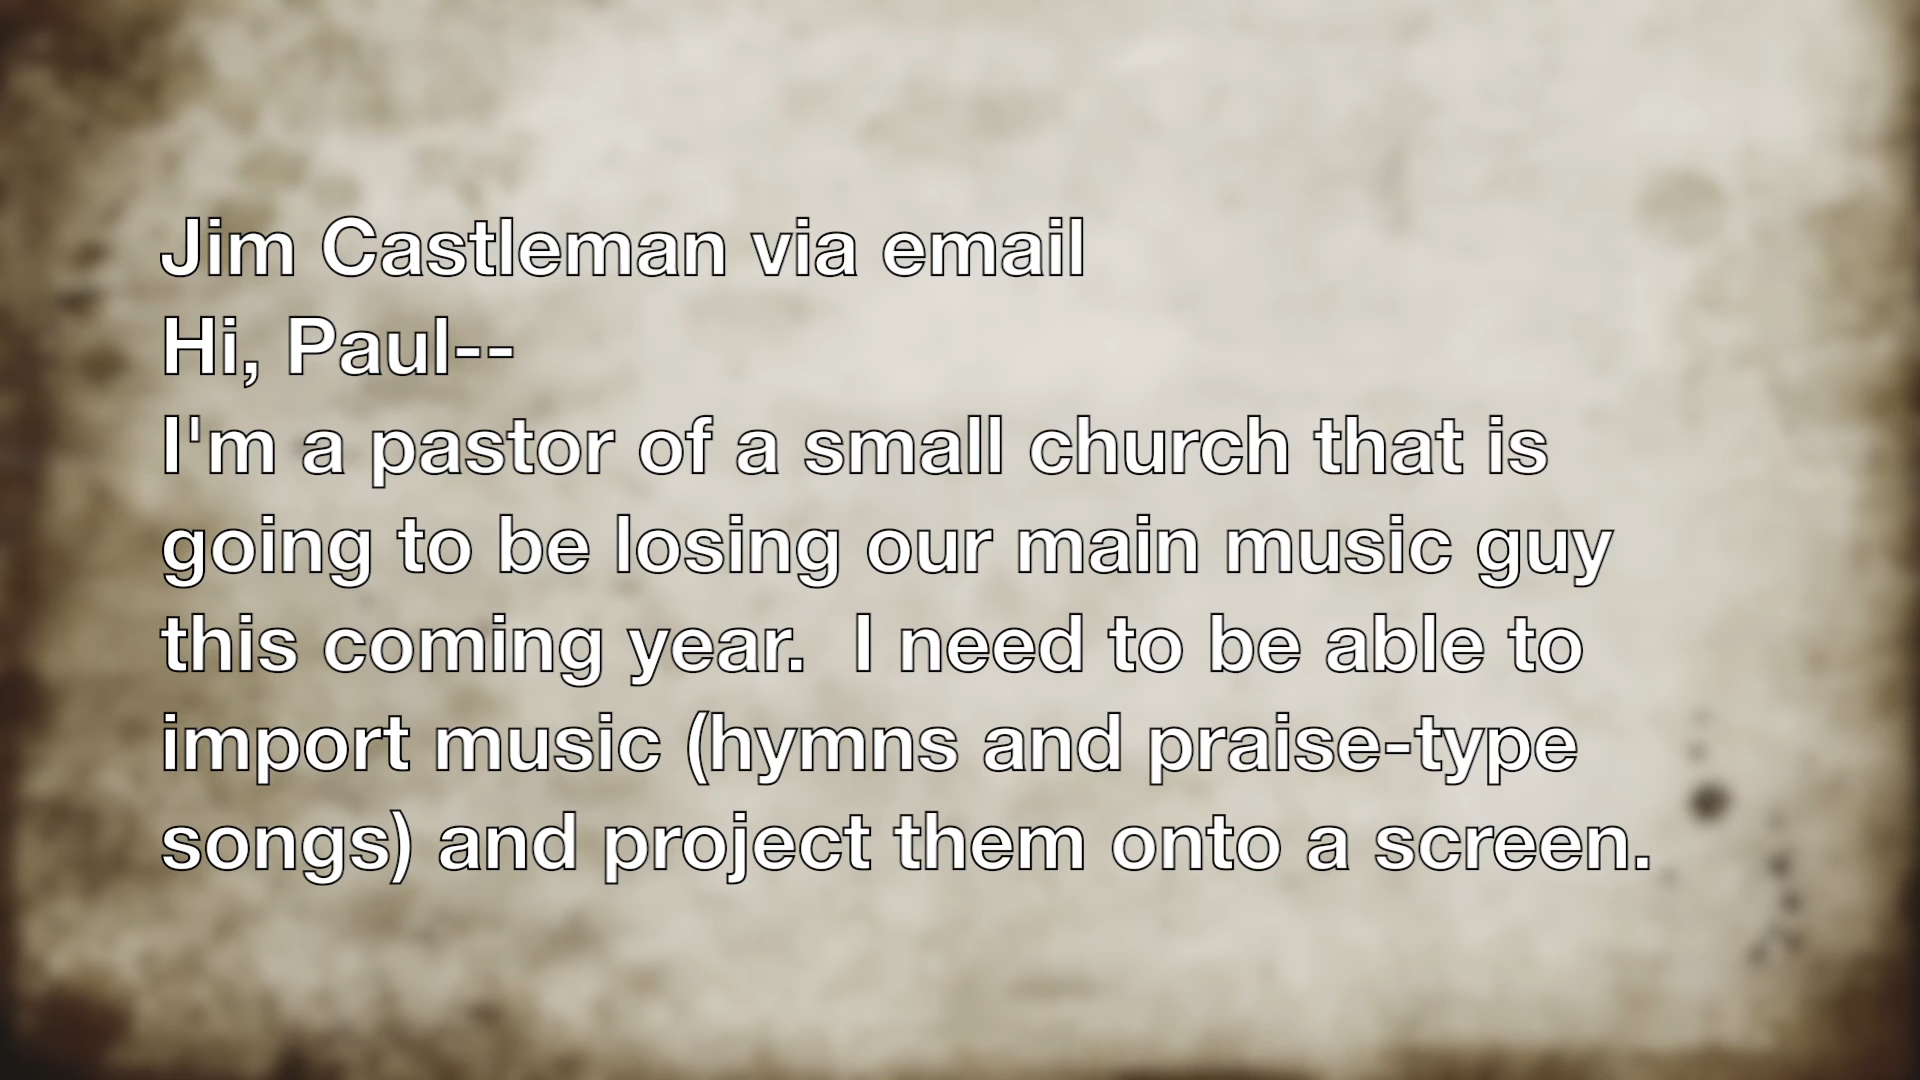 Jim Castleman via email
Hi, Paul--
I'm a pastor of a small church that is
going to be losing our main music guy
this coming year.  I need to be able to
import music (hymns and praise-type
songs) and project them onto a screen.